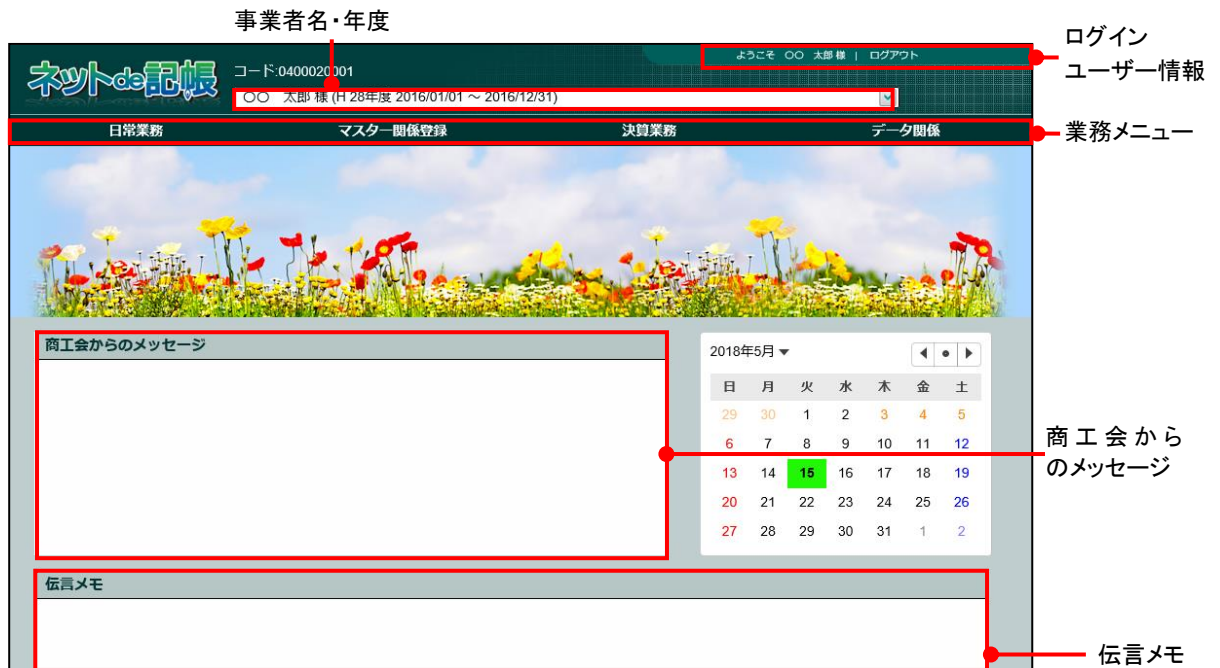 事業者名・年度
ログイン
ユーザー情報
ようこそ 〇〇 太郎 様 | ログアウト
ネットde記帳
コード:0400020001
〇〇 太郎 様 (H 28年度 2016/01/01 ～ 2016/12/31)
日常業務 マスター関係登録 決算業務 データ関係
業務メニュー
商工会からのメッセージ
2018年5月
日 月 火 水 木 金 土
29 30 1 2 3 4 5
6 7 8 9 10 11 12
13 14 15 16 17 18 19
20 21 22 23 24 25 26
27 28 29 30 31 1 2
商工会から
のメッセージ
伝言メモ
伝言メモ